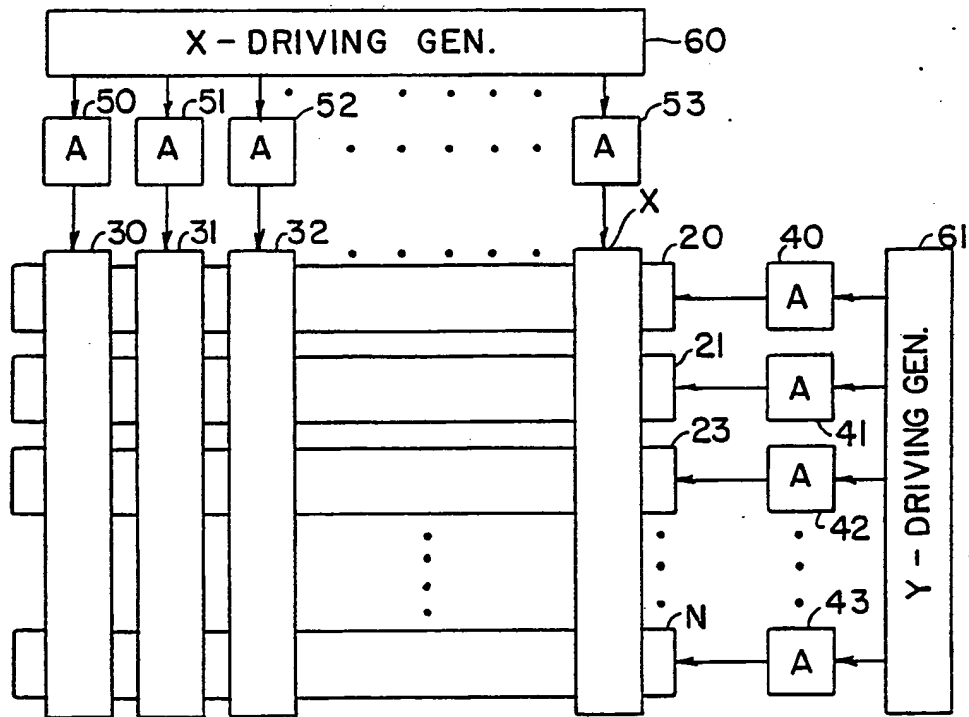 X - DRIVING GEN.
60
50
51
52
53
A
A
A
A
30
31
32
X
20
40
61
A
21
A
41
23
A
42
Y - DRIVING GEN.
43
N
A